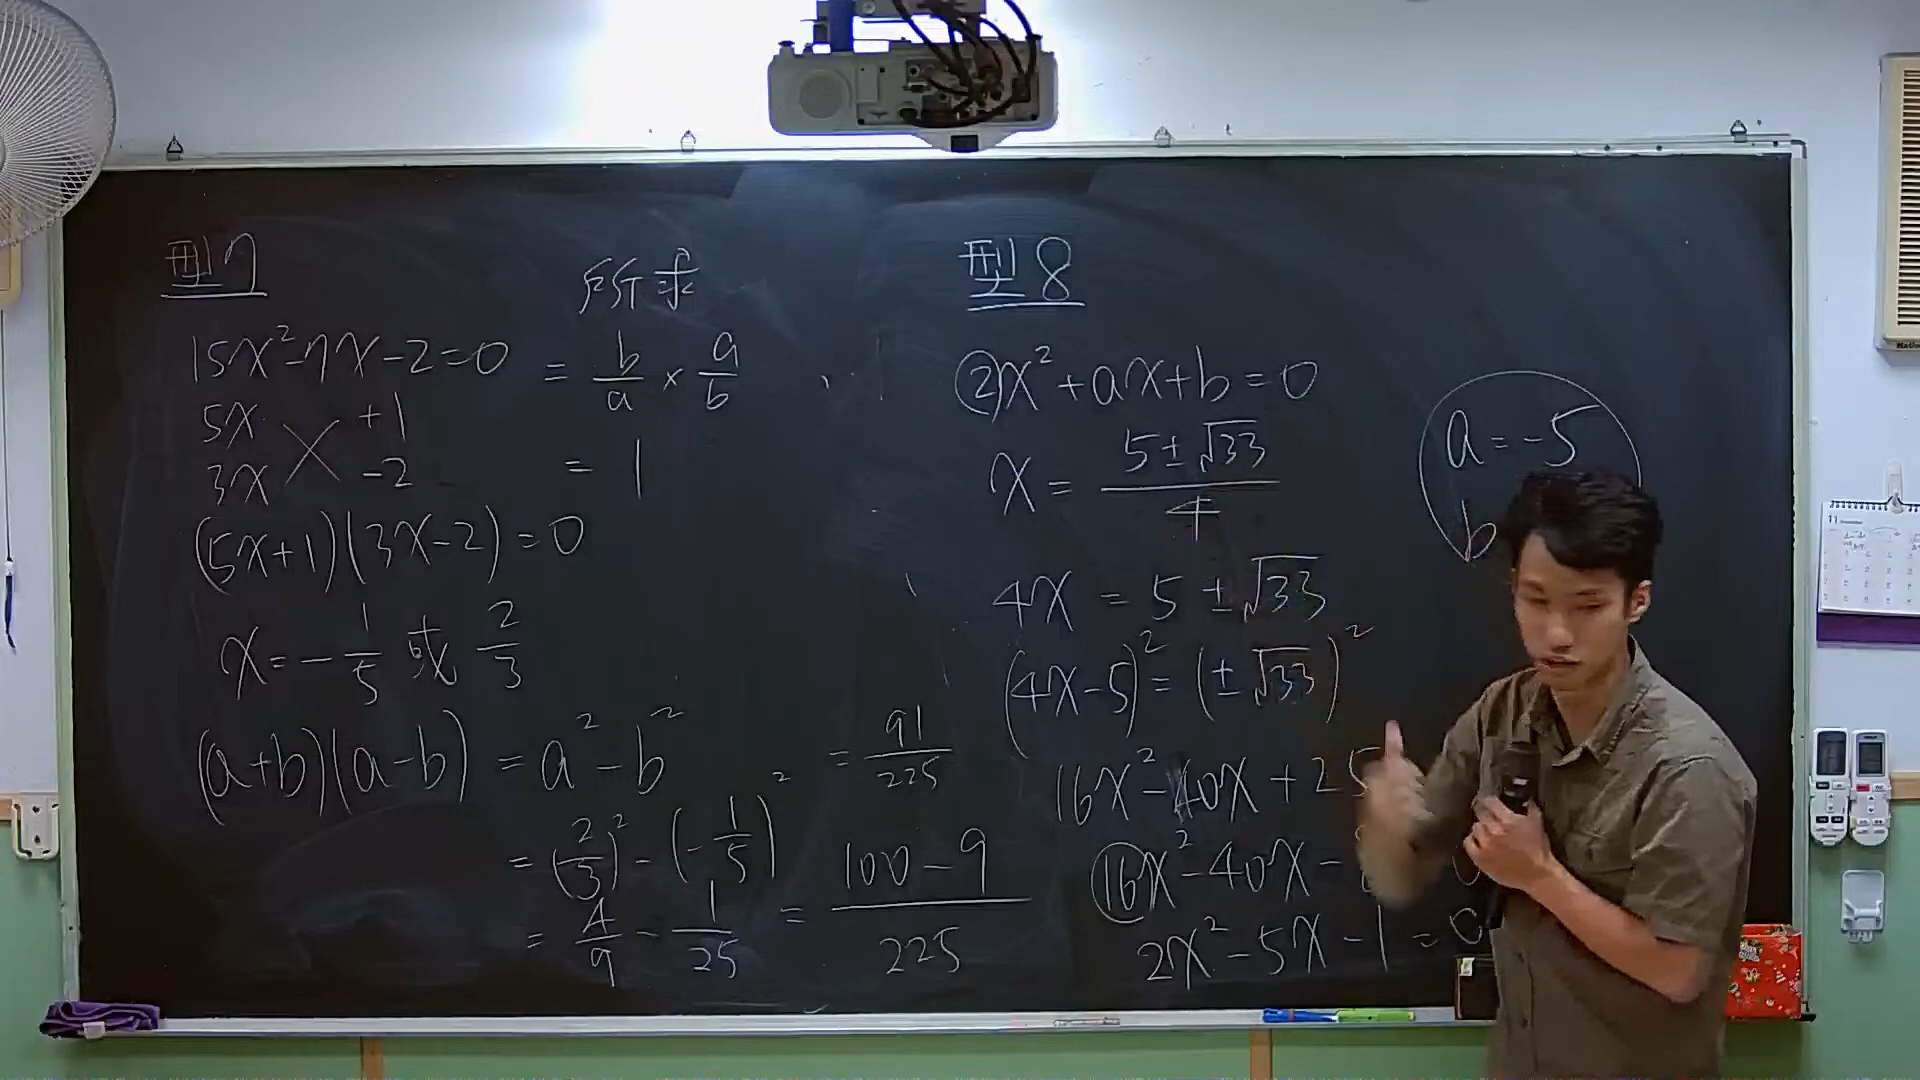 型7
15x²-7x-2=0
5x +1
3x -2
(5x+1)(3x-2)=0
x=-1/5 或 2/3
(a+b)(a-b) = a²-b²
= (2/3)² - (-1/5)²
= 4/9 - 1/25 = (100-9)/225
= 91/225
所求
= b/a × a/b
= 1
型8
②x²+ax+b=0
x = (5±√33)/4
4x = 5 ±√33
(4x-5)² = (±√33)²
16x²-40x+25
⑯x²-40x-
2x²-5x-1=0
a=-5
b
11